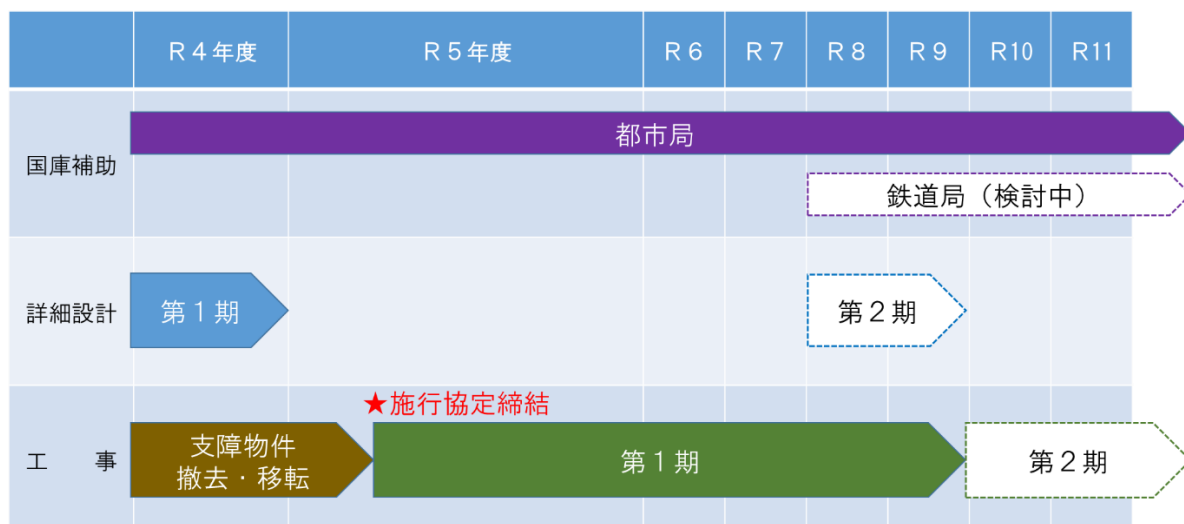 R4年度 R5年度 R6 R7 R8 R9 R10 R11
国庫補助
都市局
鉄道局（検討中）
詳細設計
第1期
第2期
工　事
★施行協定締結
支障物件
撤去・移転
第1期
第2期